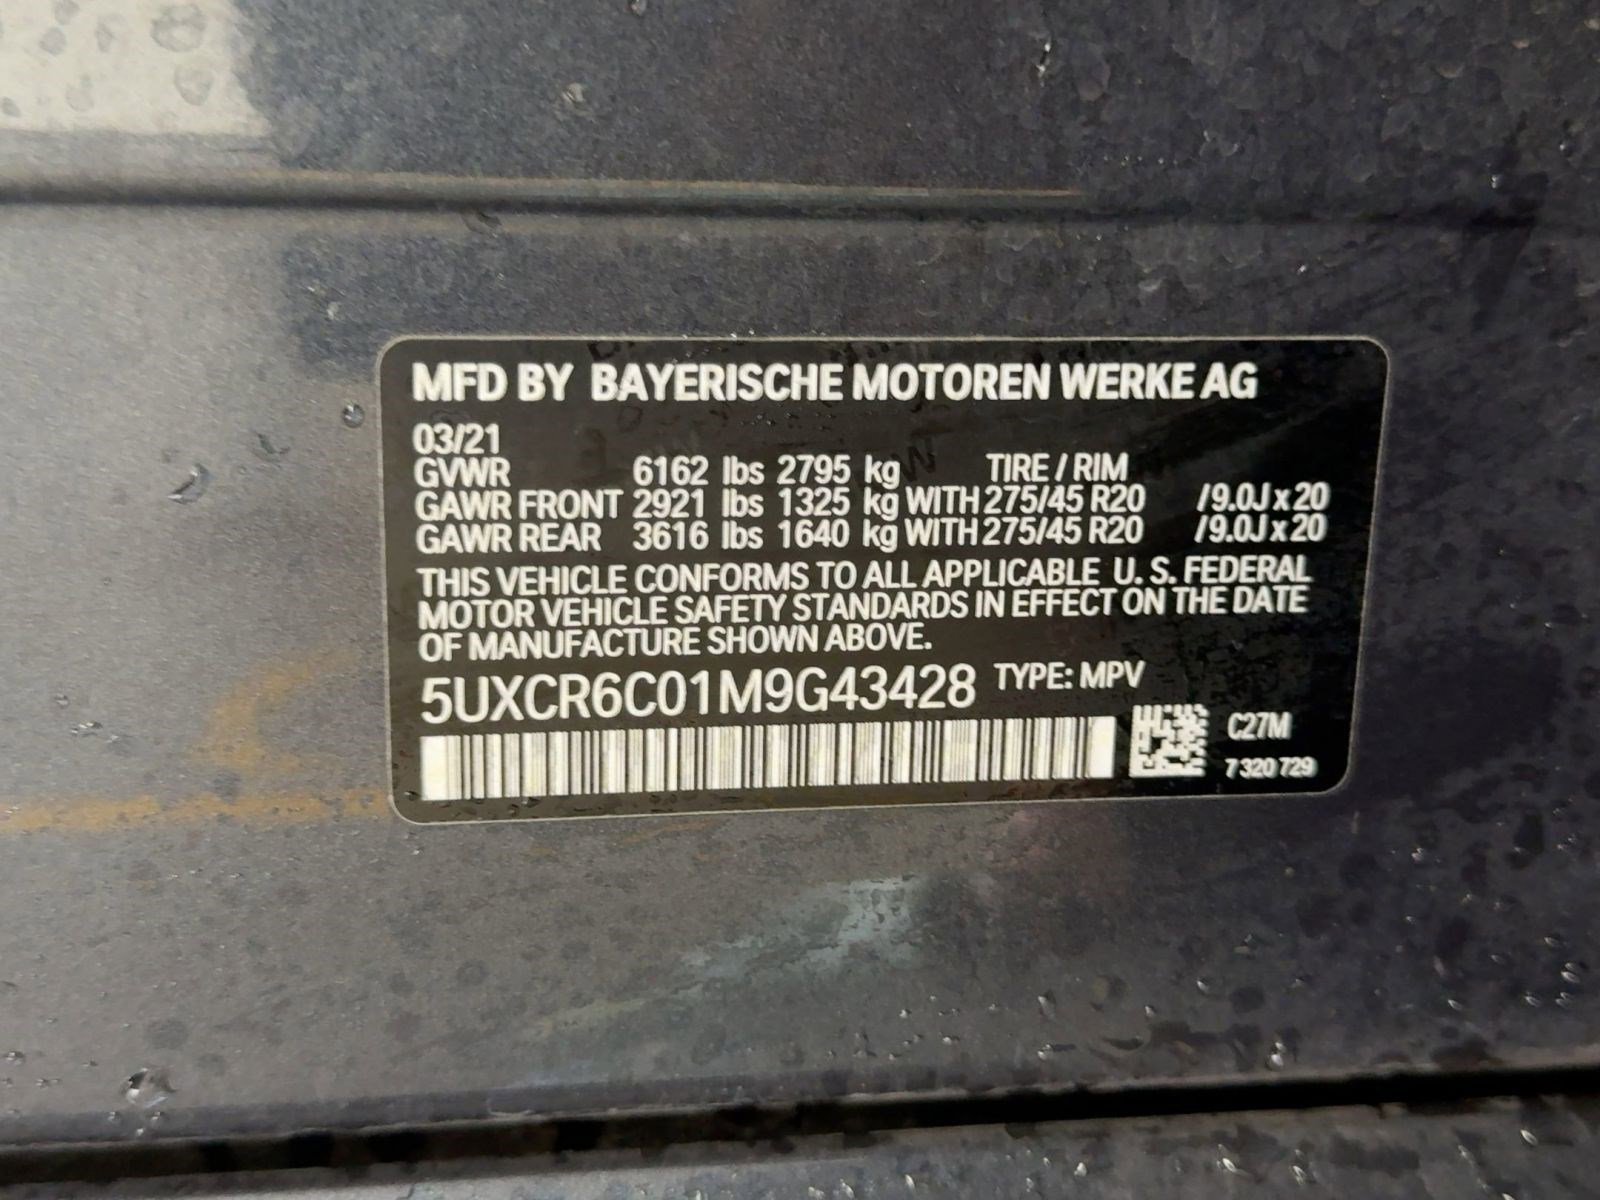 MFD BY BAYERISCHE MOTOREN WERKE AG
03/21
GVWR 6162 lbs 2795 kg TIRE / RIM
GAWR FRONT 2921 lbs 1325 kg WITH 275/45 R20 /9.0J x 20
GAWR REAR 3616 lbs 1640 kg WITH 275/45 R20 /9.0J x 20
THIS VEHICLE CONFORMS TO ALL APPLICABLE U. S. FEDERAL
MOTOR VEHICLE SAFETY STANDARDS IN EFFECT ON THE DATE
OF MANUFACTURE SHOWN ABOVE.
5UXCR6C01M9G43428 TYPE: MPV
C27M
7 320 729